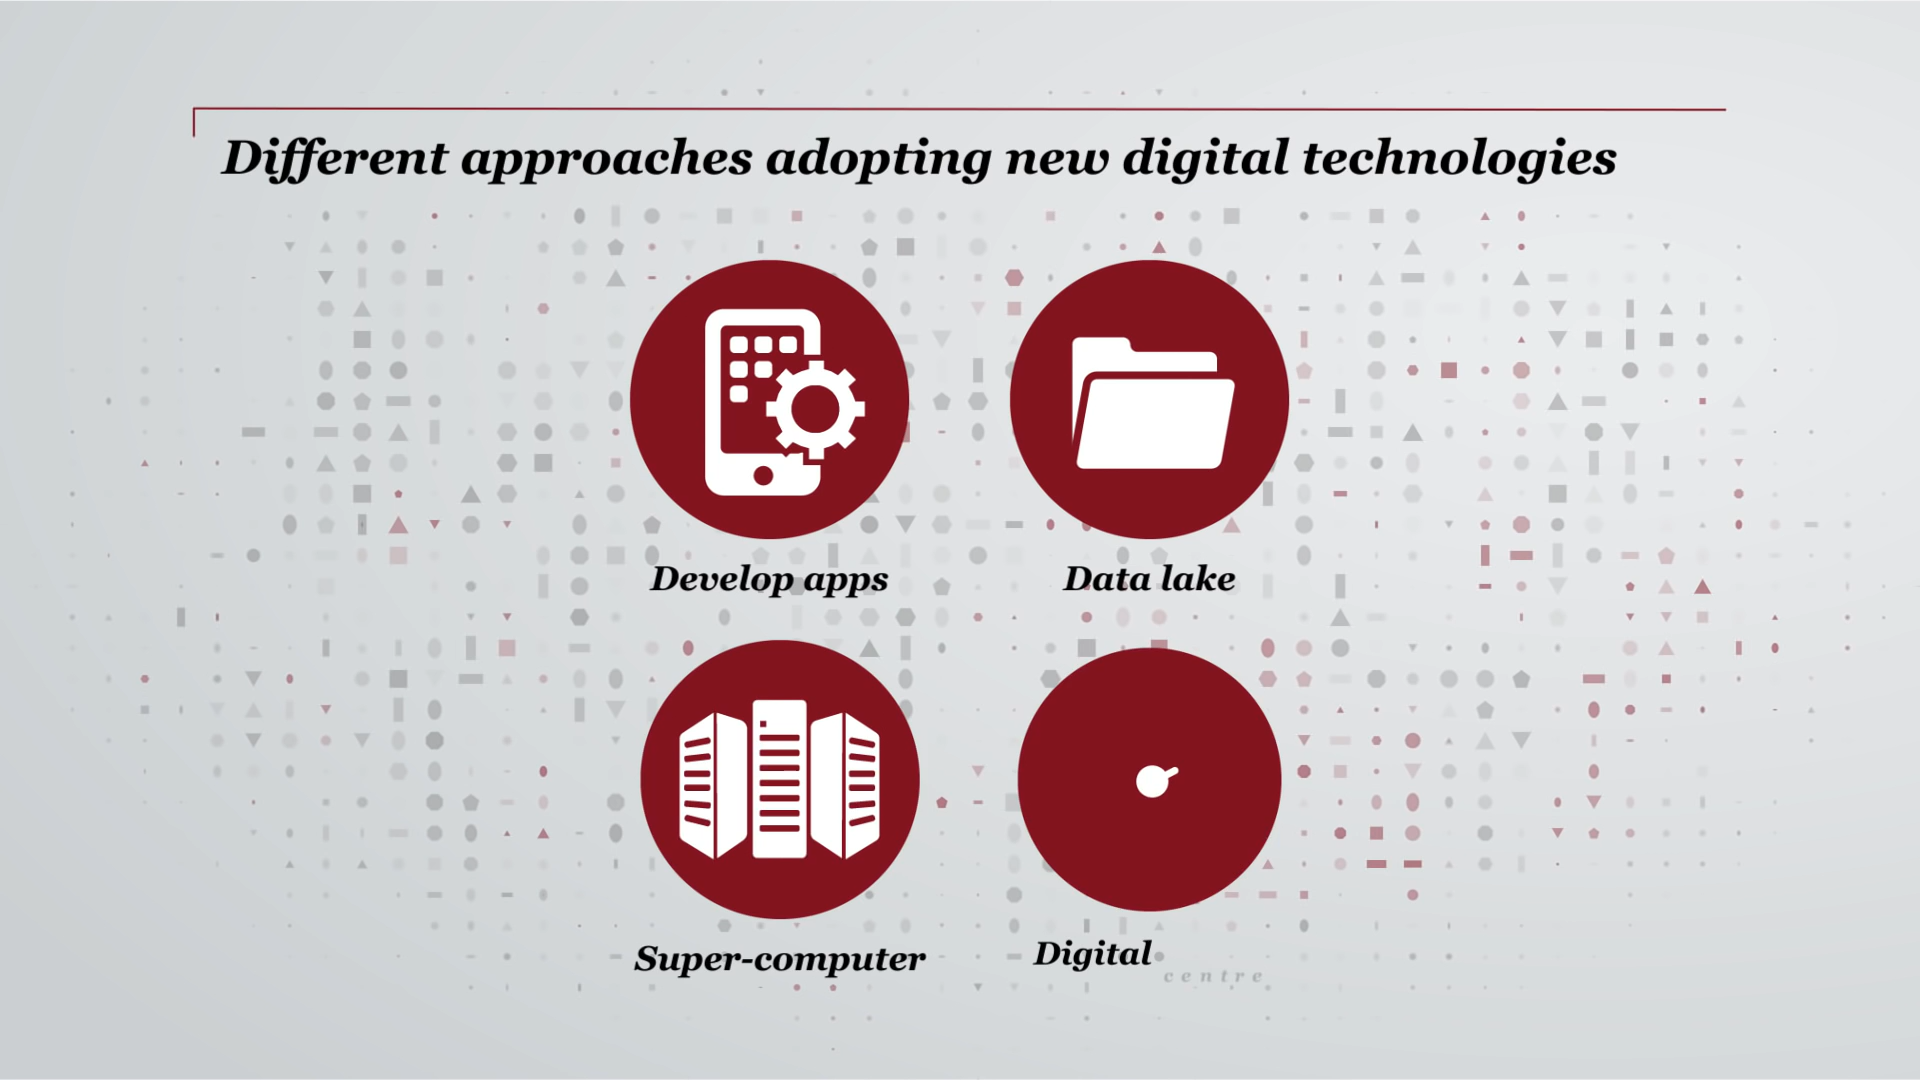 Different approaches adopting new digital technologies
Develop apps
Data lake
Super-computer
Digital centre